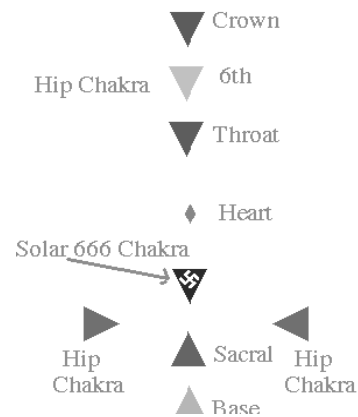 Crown
6th
Hip Chakra
Throat
Heart
Solar 666 Chakra
Sacral
Hip
Chakra
Hip
Chakra
Base